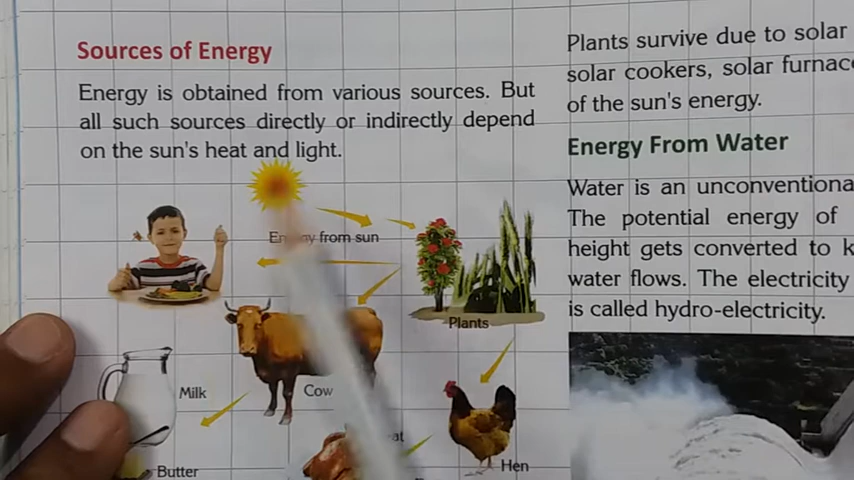 Sources of Energy
Energy is obtained from various sources. But
all such sources directly or indirectly depend
on the sun's heat and light.
Energy from sun
Plants
Milk
Cow
Hen
Butter
Plants survive due to solar
solar cookers, solar
of the sun's energy.
Energy From Water
Water is an
The potential energy of
height gets converted to
water flows. The electricity
is called hydro-electricity.